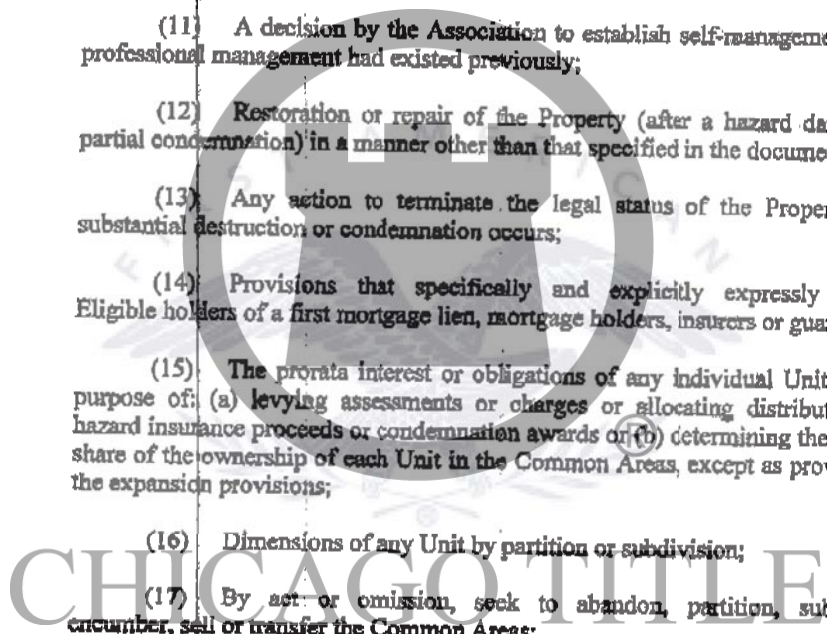 (11) A decision by the Association to establish self-manageme
professional management had existed previously;
(12) Restoration or repair of the Property (after a hazard da
partial condemnation) in a manner other than that specified in the docume
(13) Any action to terminate the legal status of the Proper
substantial destruction or condemnation occurs;
(14) Provisions that specifically and explicitly expressly
Eligible holders of a first mortgage lien, mortgage holders, insurers or guar
(15) The prorata interest or obligations of any individual Unit
purpose of: (a) levying assessments or charges or allocating distribut
hazard insurance proceeds or condemnation awards or (b) determining the
share of the ownership of each Unit in the Common Areas, except as prov
the expansion provisions;
(16) Dimensions of any Unit by partition or subdivision;
(17) By act or omission, seek to abandon, partition, sub
encumber, sell or transfer the Common Areas;
FIRST AMERICAN
®
CHICAGO TITLE